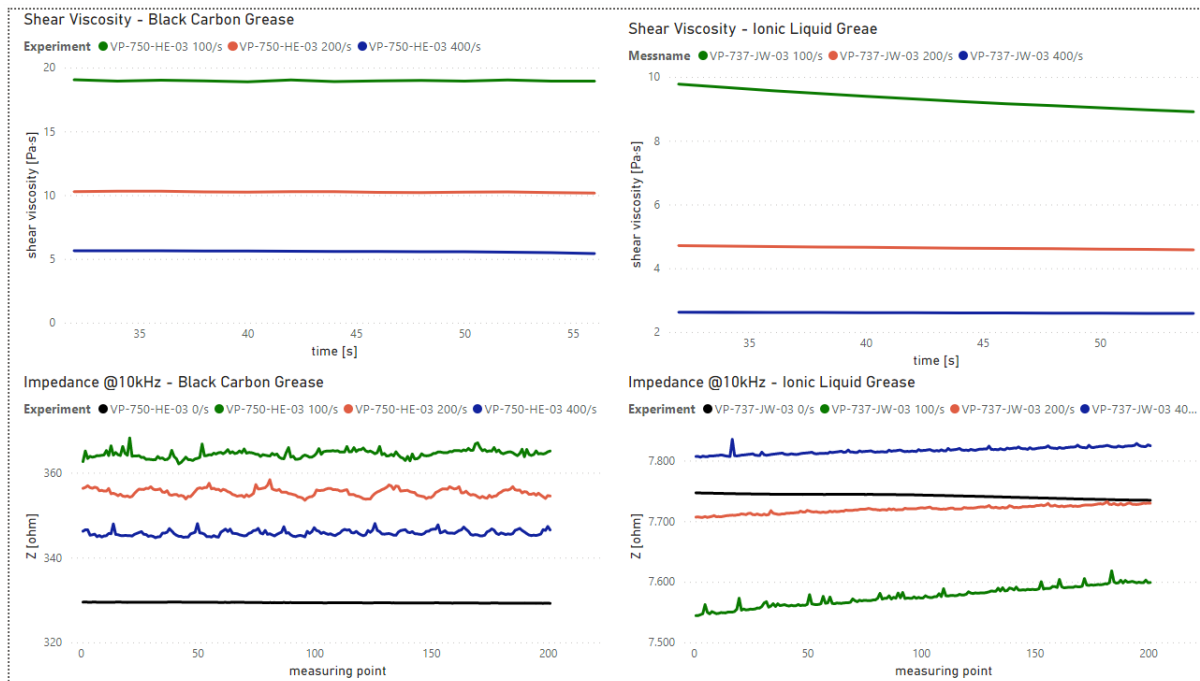 Shear Viscosity - Black Carbon Grease
Experiment VP-750-HE-03 100/s VP-750-HE-03 200/s VP-750-HE-03 400/s
20
15
10
5
0
shear viscosity [Pa·s]
35 40 45 50 55
time [s]
Shear Viscosity - Ionic Liquid Greae
Messname VP-737-JW-03 100/s VP-737-JW-03 200/s VP-737-JW-03 400/s
10
8
6
4
2
shear viscosity [Pa·s]
35 40 45 50
time [s]
Impedance @10kHz - Black Carbon Grease
Experiment VP-750-HE-03 0/s VP-750-HE-03 100/s VP-750-HE-03 200/s VP-750-HE-03 400/s
360
340
320
Z [ohm]
0 50 100 150 200
measuring point
Impedance @10kHz - Ionic Liquid Grease
Experiment VP-737-JW-03 0/s VP-737-JW-03 100/s VP-737-JW-03 200/s VP-737-JW-03 40...
7.800
7.700
7.600
7.500
Z [ohm]
0 50 100 150 200
measuring point